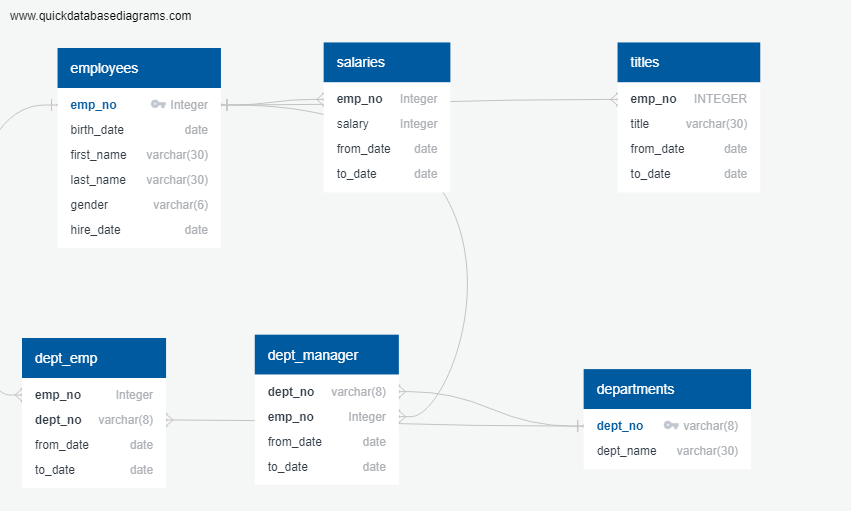 www.quickdatabasediagrams.com
employees
emp_no Integer
birth_date date
first_name varchar(30)
last_name varchar(30)
gender varchar(6)
hire_date date
salaries
emp_no Integer
salary Integer
from_date date
to_date date
titles
emp_no INTEGER
title varchar(30)
from_date date
to_date date
dept_emp
emp_no Integer
dept_no varchar(8)
from_date date
to_date date
dept_manager
dept_no varchar(8)
emp_no Integer
from_date date
to_date date
departments
dept_no varchar(8)
dept_name varchar(30)